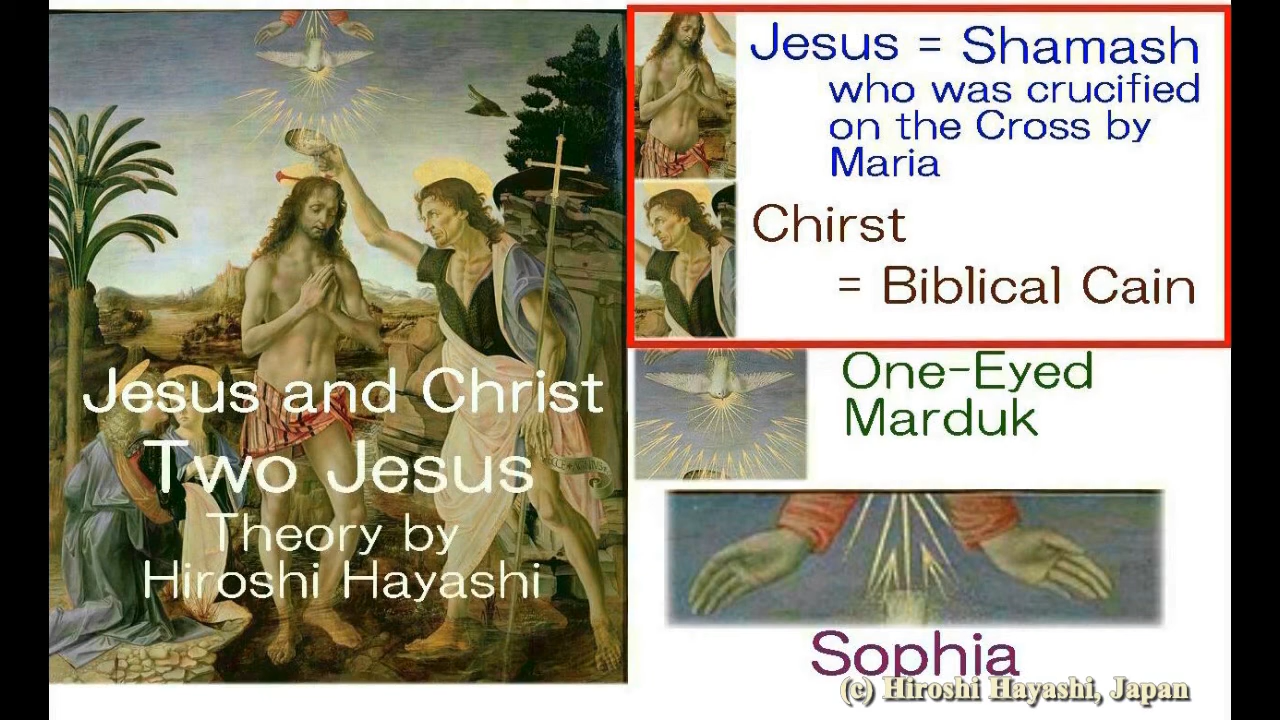 Jesus and Christ
Two Jesus
Theory by
Hiroshi Hayashi
Jesus = Shamash
who was crucified
on the Cross by
Maria
Chirst
= Biblical Cain
One-Eyed
Marduk
Sophia
(c) Hiroshi Hayashi, Japan